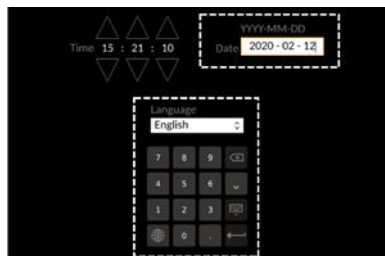 YYYY-MM-DD
Time 15 : 21 : 10
Date 2020 - 02 - 12
Language
English
7 8 9
4 5 6
1 2 3
0 .